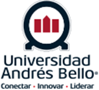 Universidad
Andrés Bello®
Conectar • Innovar • Liderar